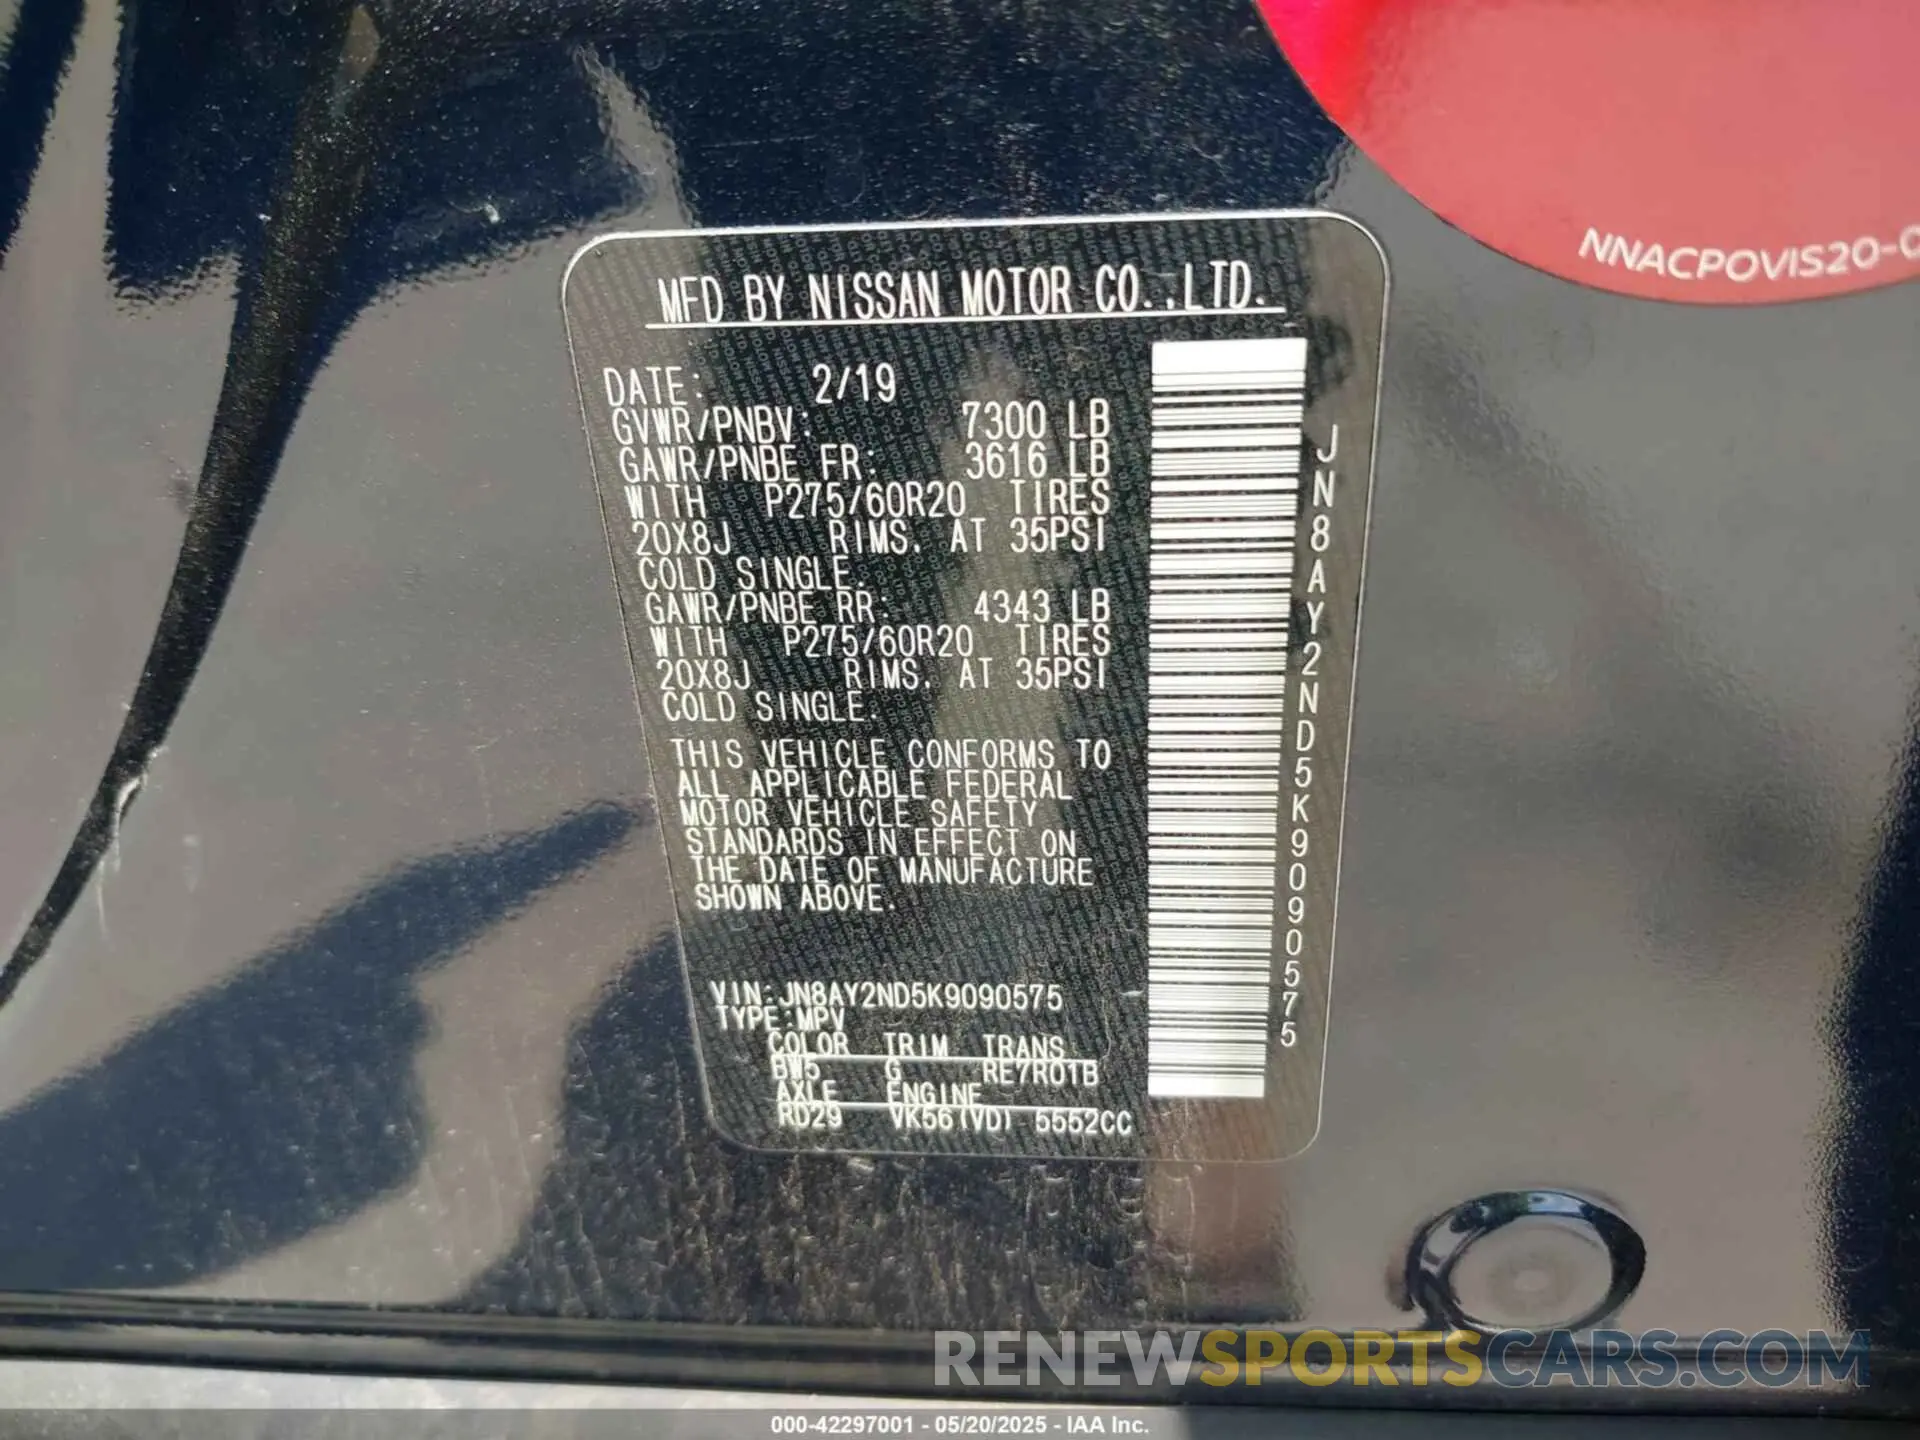 NNACPOVIS20-0
MFD BY NISSAN MOTOR CO.,LTD.
DATE: 2/19
GVWR/PNBV: 7300 LB
GAWR/PNBE FR: 3616 LB
WITH P275/60R20 TIRES
20X8J RIMS. AT 35PSI
COLD SINGLE.
GAWR/PNBE RR: 4343 LB
WITH P275/60R20 TIRES
20X8J RIMS. AT 35PSI
COLD SINGLE.
THIS VEHICLE CONFORMS TO
ALL APPLICABLE FEDERAL
MOTOR VEHICLE SAFETY
STANDARDS IN EFFECT ON
THE DATE OF MANUFACTURE
SHOWN ABOVE.
VIN:JN8AY2ND5K9090575
TYPE:MPV
COLOR TRIM TRANS
BW5 G RE7R01B
AXLE ENGINE
RD29 VK56(VD) 5552CC
JN8AY2ND5K9090575
RENEWSPORTSCARS.COM
000-42297001 - 05/20/2025 - IAA Inc.